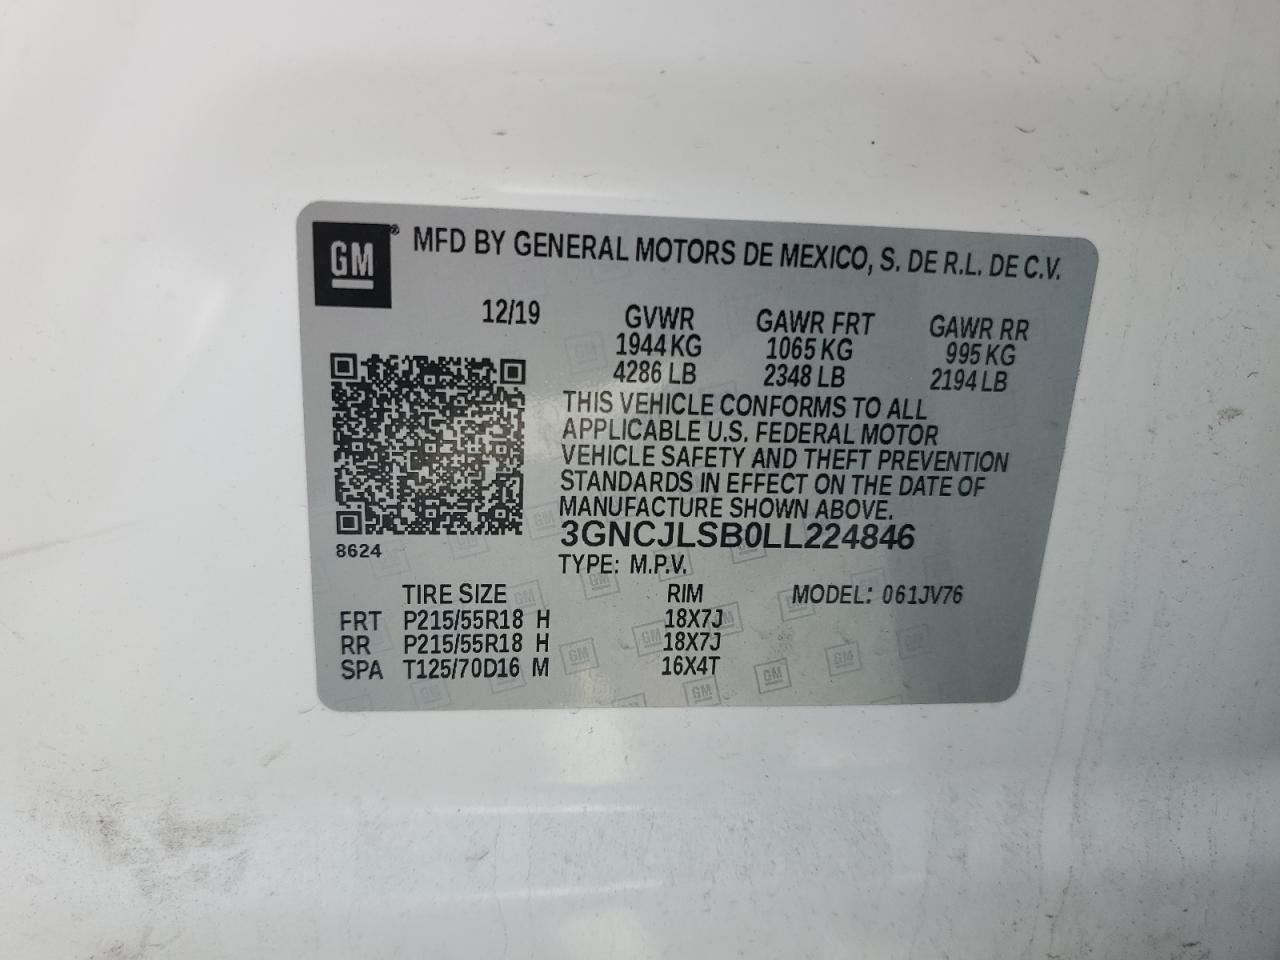 GM® MFD BY GENERAL MOTORS DE MEXICO, S. DE R.L. DE C.V.
12/19 GVWR GAWR FRT GAWR RR
1944 KG 1065 KG 995 KG
4286 LB 2348 LB 2194 LB
THIS VEHICLE CONFORMS TO ALL
APPLICABLE U.S. FEDERAL MOTOR
VEHICLE SAFETY AND THEFT PREVENTION
STANDARDS IN EFFECT ON THE DATE OF
MANUFACTURE SHOWN ABOVE.
3GNCJLSB0LL224846
8624
TYPE: M.P.V.
TIRE SIZE RIM MODEL: 061JV76
FRT P215/55R18 H 18X7J
RR P215/55R18 H 18X7J
SPA T125/70D16 M 16X4T